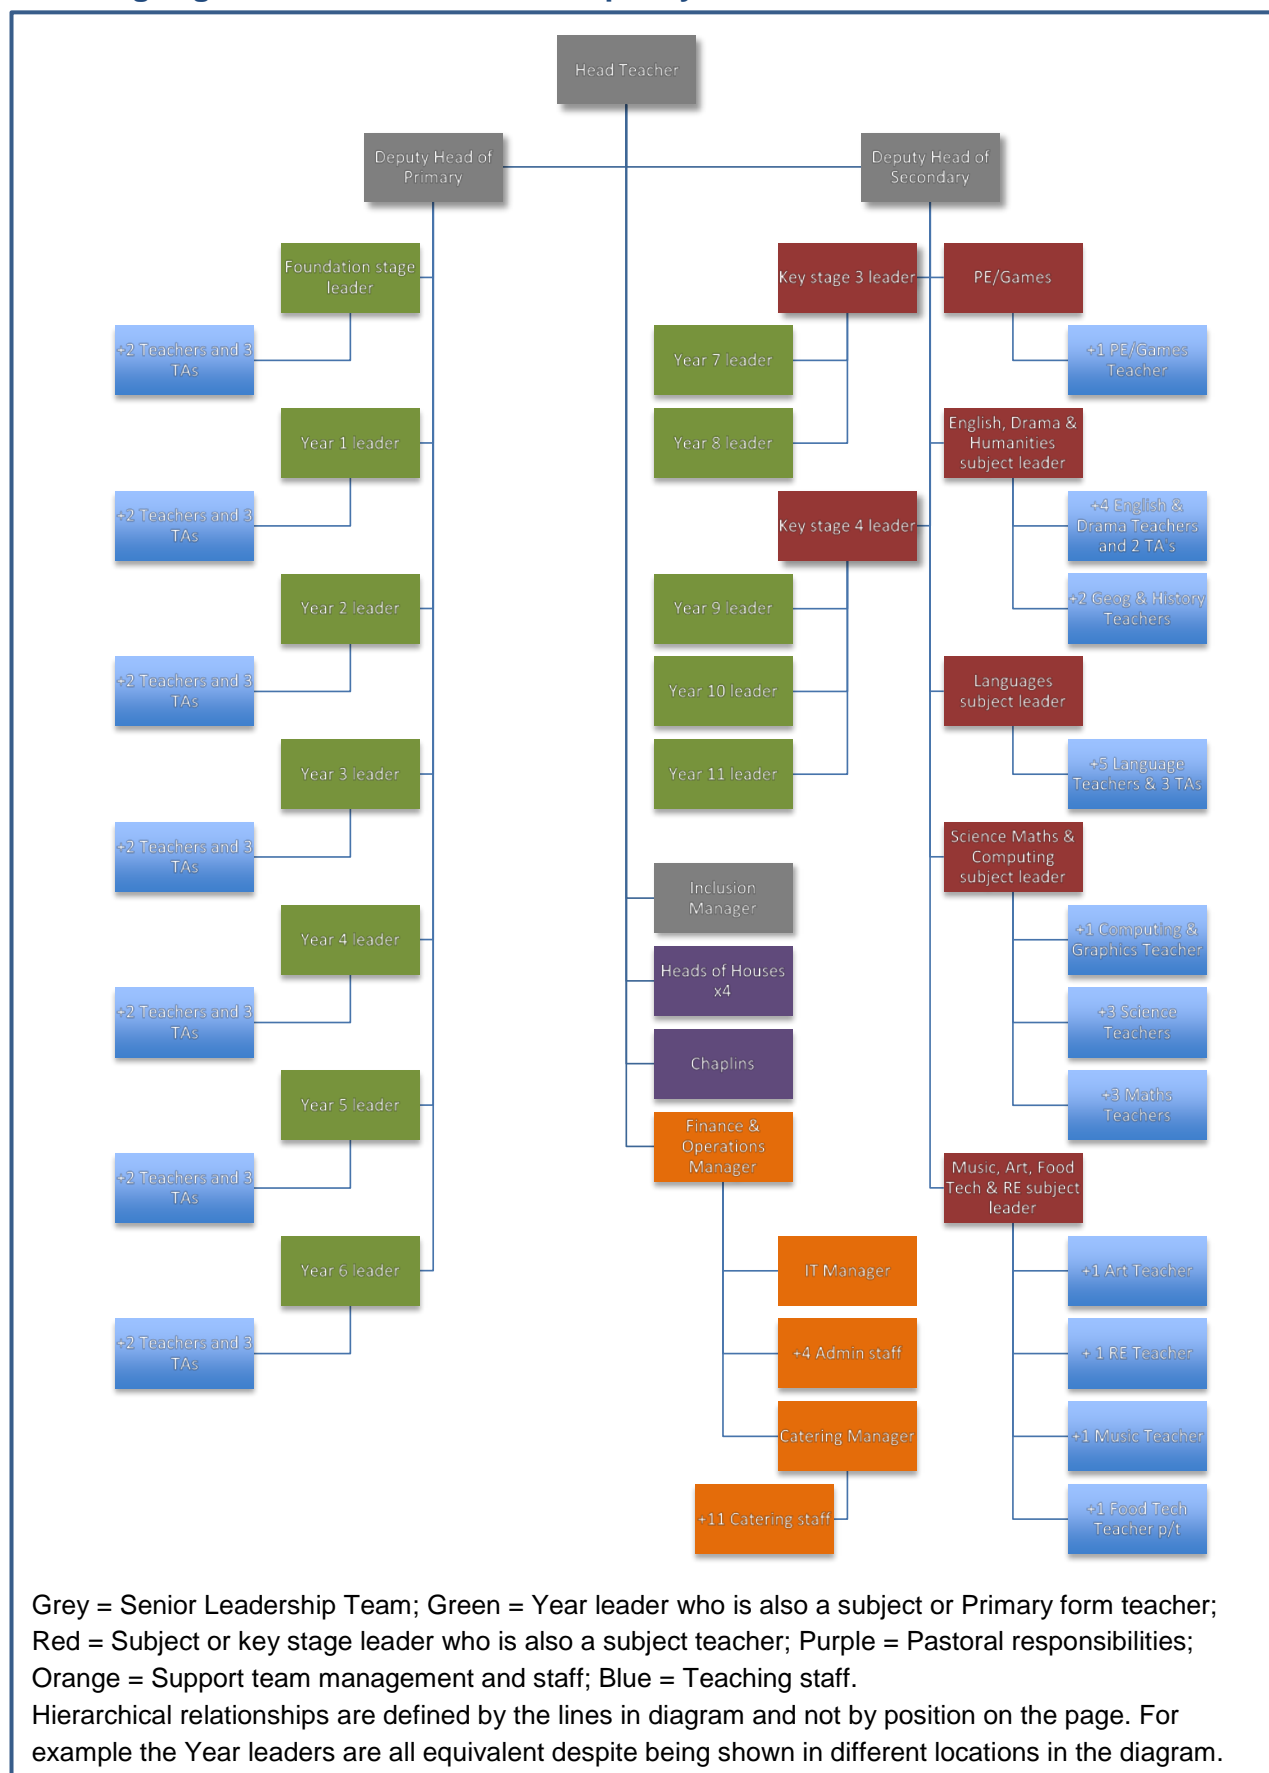 Head Teacher
Deputy Head of
Primary
Deputy Head of
Secondary
Foundation stage
leader
+2 Teachers and 3
TAs
Year 1 leader
+2 Teachers and 3
TAs
Year 2 leader
+2 Teachers and 3
TAs
Year 3 leader
+2 Teachers and 3
TAs
Year 4 leader
+2 Teachers and 3
TAs
Year 5 leader
+2 Teachers and 3
TAs
Year 6 leader
+2 Teachers and 3
TAs
Key stage 3 leader
Year 7 leader
Year 8 leader
Key stage 4 leader
Year 9 leader
Year 10 leader
Year 11 leader
PE/Games
+1 PE/Games
Teacher
English, Drama &
Humanities
subject leader
+4 English &
Drama Teachers
and 2 TA's
+2 Geog & History
Teachers
Languages
subject leader
+5 Language
Teachers & 3 TAs
Science Maths &
Computing
subject leader
+1 Computing &
Graphics Teacher
+3 Science
Teachers
+3 Maths
Teachers
Music, Art, Food
Tech & RE subject
leader
+1 Art Teacher
+ 1 RE Teacher
+1 Music Teacher
+1 Food Tech
Teacher p/t
Inclusion
Manager
Heads of Houses
x4
Chaplins
Finance &
Operations
Manager
IT Manager
+4 Admin staff
Catering Manager
+11 Catering staff
Grey = Senior Leadership Team; Green = Year leader who is also a subject or Primary form teacher;
Red = Subject or key stage leader who is also a subject teacher; Purple = Pastoral responsibilities;
Orange = Support team management and staff; Blue = Teaching staff.
Hierarchical relationships are defined by the lines in diagram and not by position on the page. For
example the Year leaders are all equivalent despite being shown in different locations in the diagram.